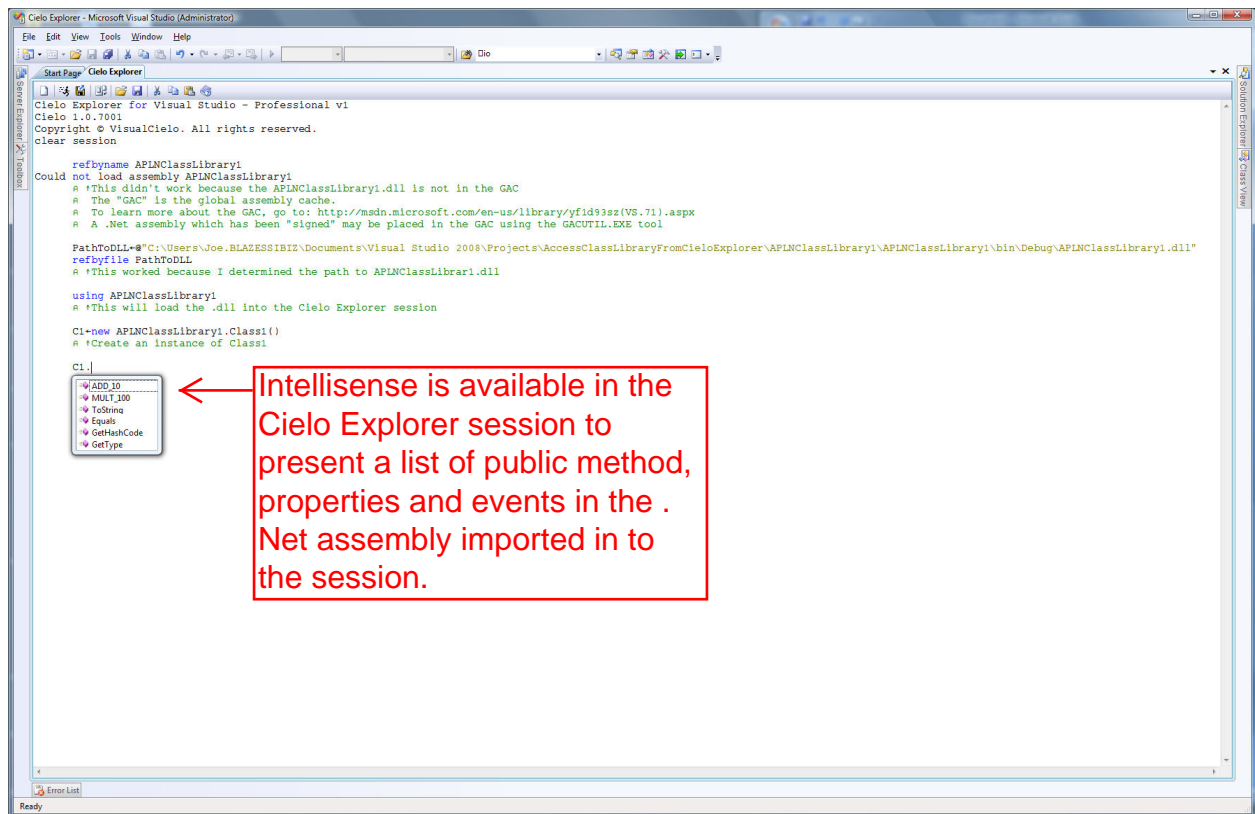 Cielo Explorer - Microsoft Visual Studio (Administrator)
File Edit View Tools Window Help
⎕io
Start Page Cielo Explorer
Server Explorer
Toolbox
Solution Explorer
Class View
Cielo Explorer for Visual Studio - Professional v1
Cielo 1.0.7001
Copyright © VisualCielo. All rights reserved.
clear session
refbyname APLNClassLibrary1
Could not load assembly APLNClassLibrary1
⍝ ↑This didn't work because the APLNClassLibrary1.dll is not in the GAC
⍝ The "GAC" is the global assembly cache.
⍝ To learn more about the GAC, go to: http://msdn.microsoft.com/en-us/library/yf1d93sz(VS.71).aspx
⍝ A .Net assembly which has been "signed" may be placed in the GAC using the GACUTIL.EXE tool
PathToDLL←@"C:\Users\Joe.BLAZESSIBIZ\Documents\Visual Studio 2008\Projects\AccessClassLibraryFromCieloExplorer\APLNClassLibrary1\APLNClassLibrary1\bin\Debug\APLNClassLibrary1.dll"
refbyfile PathToDLL
⍝ ↑This worked because I determined the path to APLNClassLibrar1.dll
using APLNClassLibrary1
⍝ ↑This will load the .dll into the Cielo Explorer session
C1←new APLNClassLibrary1.Class1()
⍝ ↑Create an instance of Class1
C1.
ADD_10
MULT_100
ToString
Equals
GetHashCode
GetType
Intellisense is available in the
Cielo Explorer session to
present a list of public method,
properties and events in the .
Net assembly imported in to
the session.
Error List
Ready